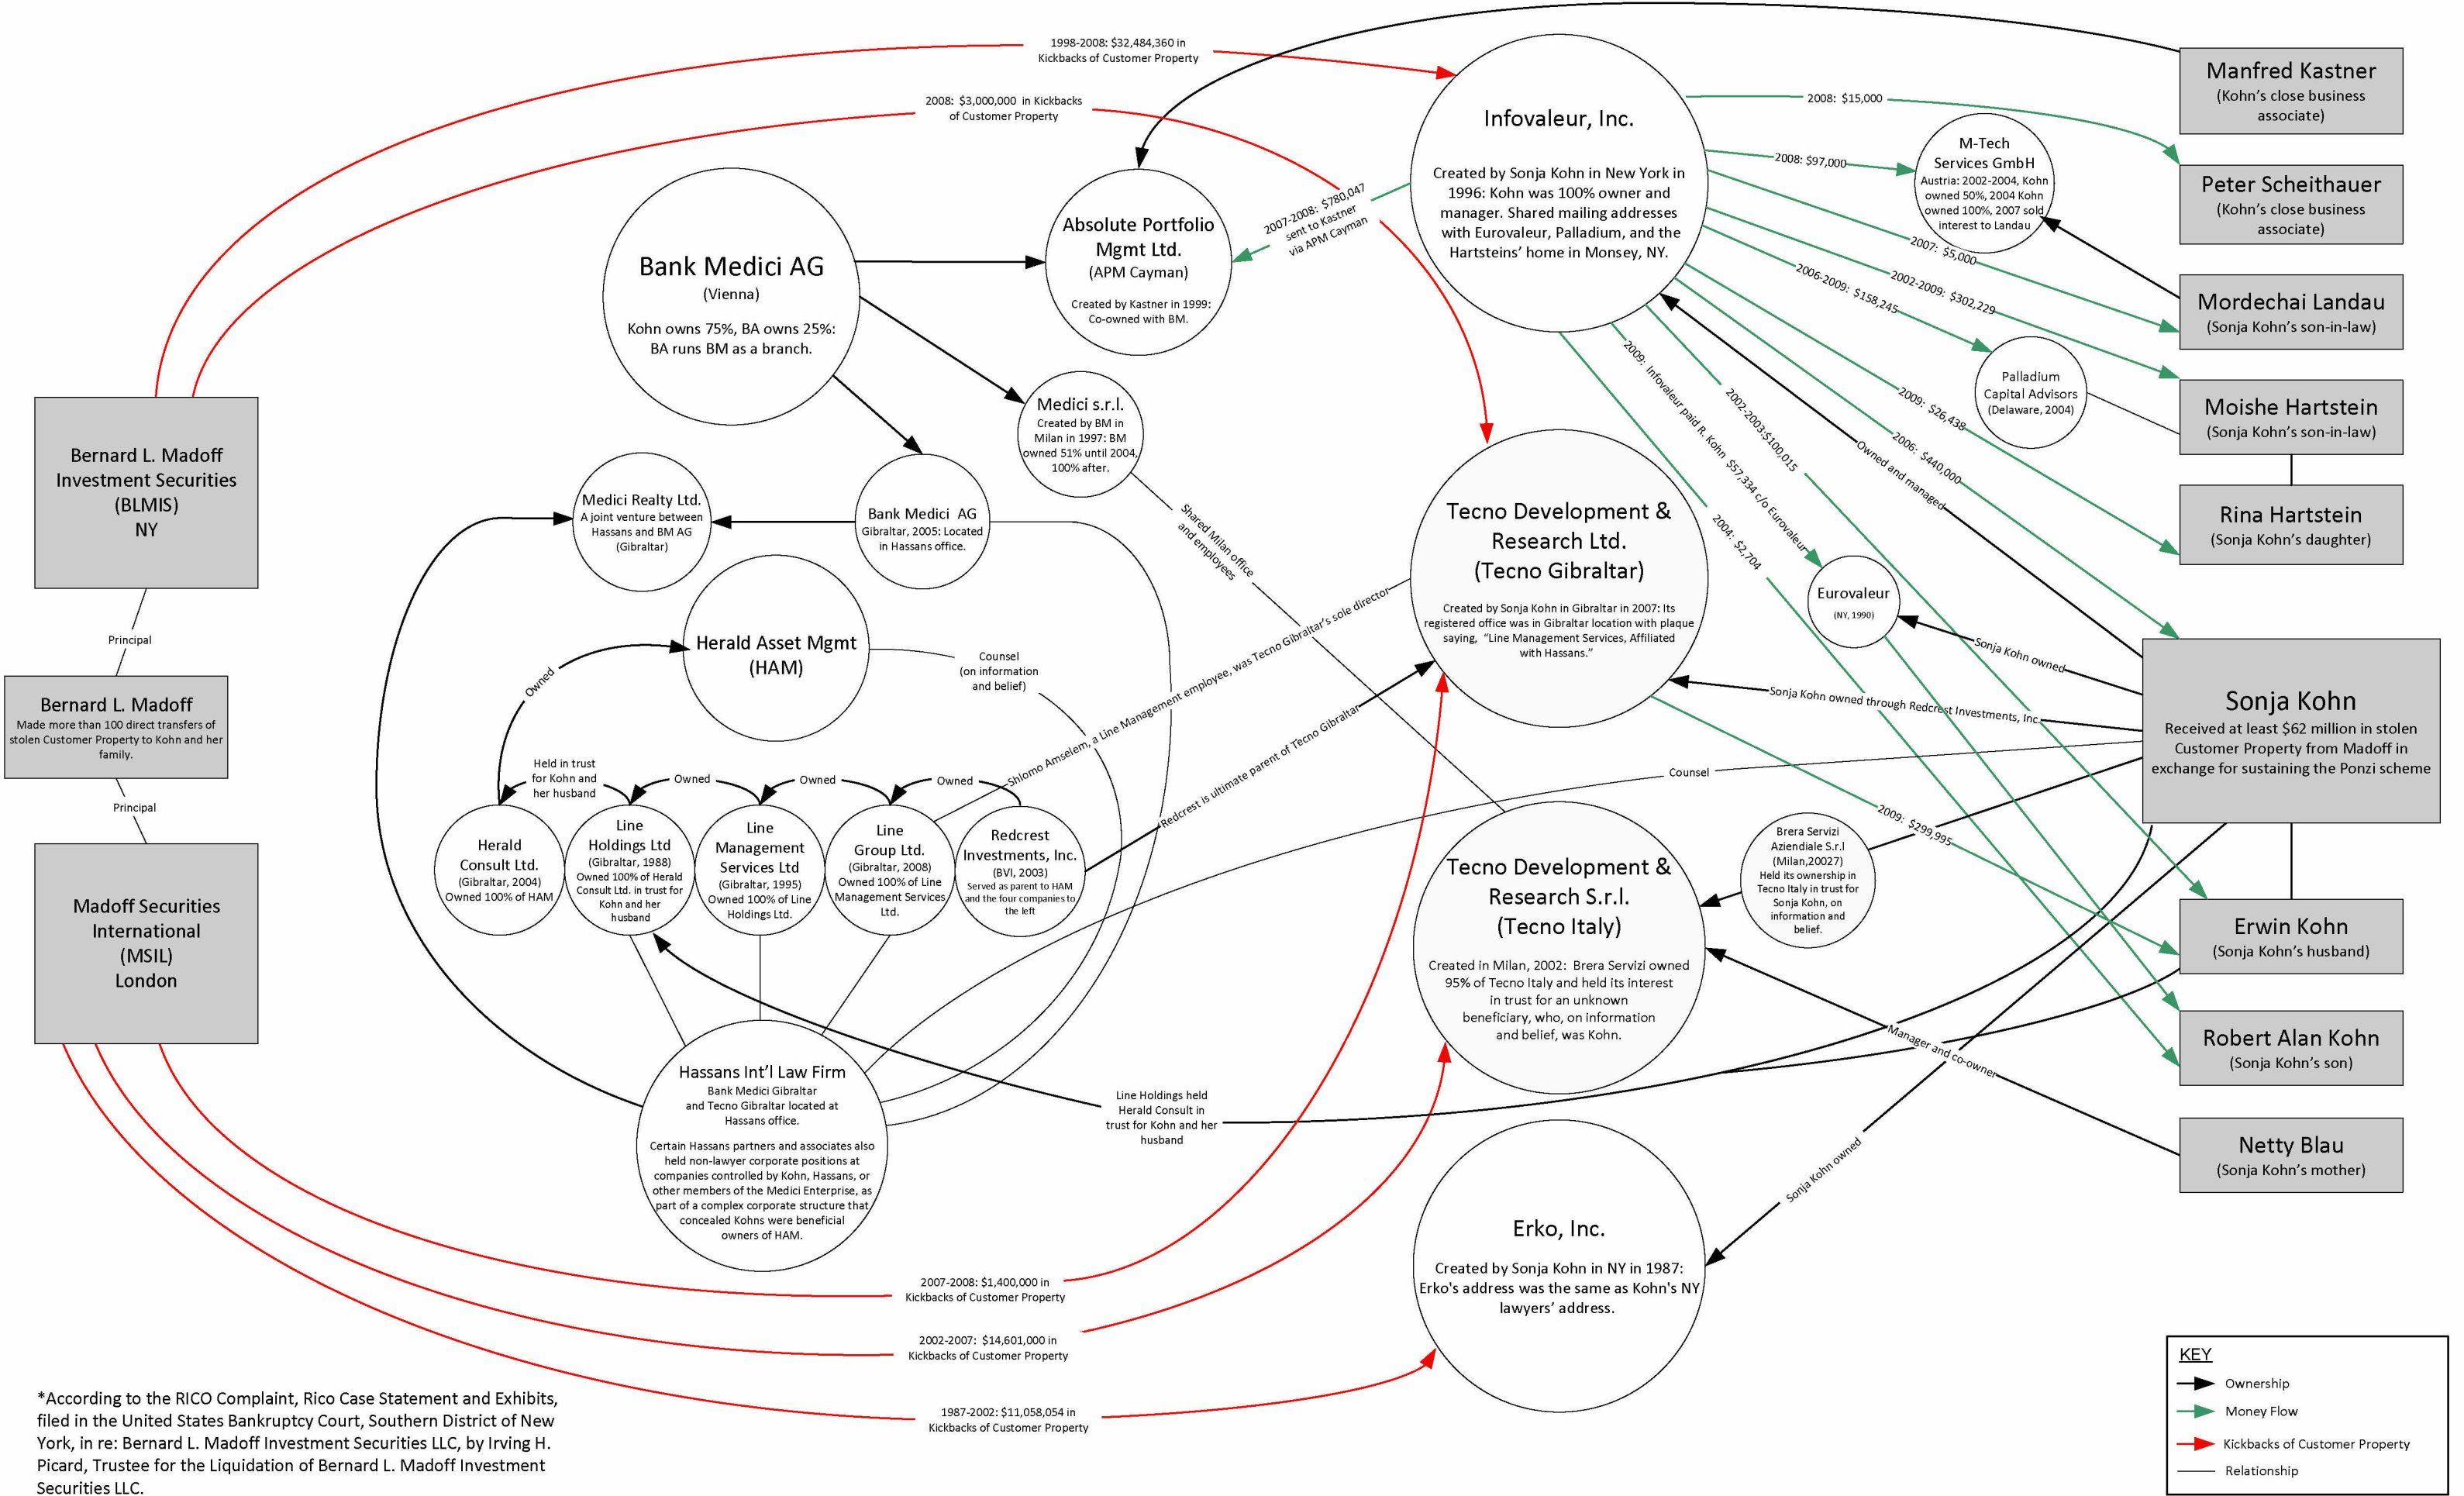 1998-2008: $32,484,360 in
Kickbacks of Customer Property
2008:  $3,000,000  in Kickbacks
of Customer Property
Bank Medici AG
(Vienna)
Kohn owns 75%, BA owns 25%:
BA runs BM as a branch.
Absolute Portfolio
Mgmt Ltd.
(APM Cayman)
Created by Kastner in 1999:
Co-owned with BM.
2007-2008:  $780,047
sent to Kastner
via APM Cayman
Infovaleur, Inc.
Created by Sonja Kohn in New York in
1996: Kohn was 100% owner and
manager. Shared mailing addresses
with Eurovaleur, Palladium, and the
Hartsteins’ home in Monsey, NY.
2008:  $15,000
2008: $97,000
M-Tech
Services GmbH
Austria: 2002-2004, Kohn
owned 50%, 2004 Kohn
owned 100%, 2007 sold
interest to Landau
2007:  $5,000
2002-2009:  $302,229
2006-2009:  $158,245
Palladium
Capital Advisors
(Delaware, 2004)
2009:  $26,438
2006:  $440,000
Owned and managed
2002-2003:$100,015
2009:  Infovaleur paid R. Kohn  $57,334 c/o Eurovaleur
2004:  $2,704
Manfred Kastner
(Kohn’s close business
associate)
Peter Scheithauer
(Kohn’s close business
associate)
Mordechai Landau
(Sonja Kohn’s son-in-law)
Moishe Hartstein
(Sonja Kohn’s son-in-law)
Rina Hartstein
(Sonja Kohn’s daughter)
Sonja Kohn
Received at least $62 million in stolen
Customer Property from Madoff in
exchange for sustaining the Ponzi scheme
Erwin Kohn
(Sonja Kohn’s husband)
Robert Alan Kohn
(Sonja Kohn’s son)
Netty Blau
(Sonja Kohn’s mother)
Bernard L. Madoff
Investment Securities
(BLMIS)
NY
Principal
Bernard L. Madoff
Made more than 100 direct transfers of
stolen Customer Property to Kohn and her
family.
Principal
Madoff Securities
International
(MSIL)
London
Medici s.r.l.
Created by BM in
Milan in 1997: BM
owned 51% until 2004,
100% after.
Medici Realty Ltd.
A joint venture between
Hassans and BM AG
(Gibraltar)
Bank Medici  AG
Gibraltar, 2005: Located
in Hassans office.
Shared Milan office
and employees
Herald Asset Mgmt
(HAM)
Owned
Counsel
(on information
and belief)
Shlomo Amselem, a Line Management employee, was Tecno Gibraltar’s sole director
Redcrest is ultimate parent of Tecno Gibraltar
Held in trust
for Kohn and
her husband
Owned
Owned
Owned
Herald
Consult Ltd.
(Gibraltar, 2004)
Owned 100% of HAM
Line
Holdings Ltd
(Gibraltar, 1988)
Owned 100% of Herald
Consult Ltd. in trust for
Kohn and her
husband
Line
Management
Services Ltd
(Gibraltar, 1995)
Owned 100% of Line
Holdings Ltd.
Line
Group Ltd.
(Gibraltar, 2008)
Owned 100% of Line
Management Services
Ltd.
Redcrest
Investments, Inc.
(BVI, 2003)
Served as parent to HAM
and the four companies to
the left
Tecno Development &
Research Ltd.
(Tecno Gibraltar)
Created by Sonja Kohn in Gibraltar in 2007: Its
registered office was in Gibraltar location with plaque
saying,  “Line Management Services, Affiliated
with Hassans.”
Eurovaleur
(NY, 1990)
Sonja Kohn owned
Sonja Kohn owned through Redcrest Investments, Inc.
Counsel
2009:  $299,995
Brera Servizi
Aziendiale S.r.l
(Milan,20027)
Held its ownership in
Tecno Italy in trust for
Sonja Kohn, on
information and
belief.
Tecno Development &
Research S.r.l.
(Tecno Italy)
Created in Milan, 2002:  Brera Servizi owned
95% of Tecno Italy and held its interest
in trust for an unknown
beneficiary, who, on information
and belief, was Kohn.
Manager and co-owner
Sonja Kohn owned
Hassans Int’l Law Firm
Bank Medici Gibraltar
and Tecno Gibraltar located at
Hassans office.
Certain Hassans partners and associates also
held non-lawyer corporate positions at
companies controlled by Kohn, Hassans, or
other members of the Medici Enterprise, as
part of a complex corporate structure that
concealed Kohns were beneficial
owners of HAM.
Line Holdings held
Herald Consult in
trust for Kohn and her
husband
Erko, Inc.
Created by Sonja Kohn in NY in 1987:
Erko's address was the same as Kohn's NY
lawyers’ address.
2007-2008: $1,400,000 in
Kickbacks of Customer Property
2002-2007:  $14,601,000 in
Kickbacks of Customer Property
1987-2002: $11,058,054 in
Kickbacks of Customer Property
*According to the RICO Complaint, Rico Case Statement and Exhibits,
filed in the United States Bankruptcy Court, Southern District of New
York, in re: Bernard L. Madoff Investment Securities LLC, by Irving H.
Picard, Trustee for the Liquidation of Bernard L. Madoff Investment
Securities LLC.
KEY
Ownership
Money Flow
Kickbacks of Customer Property
Relationship